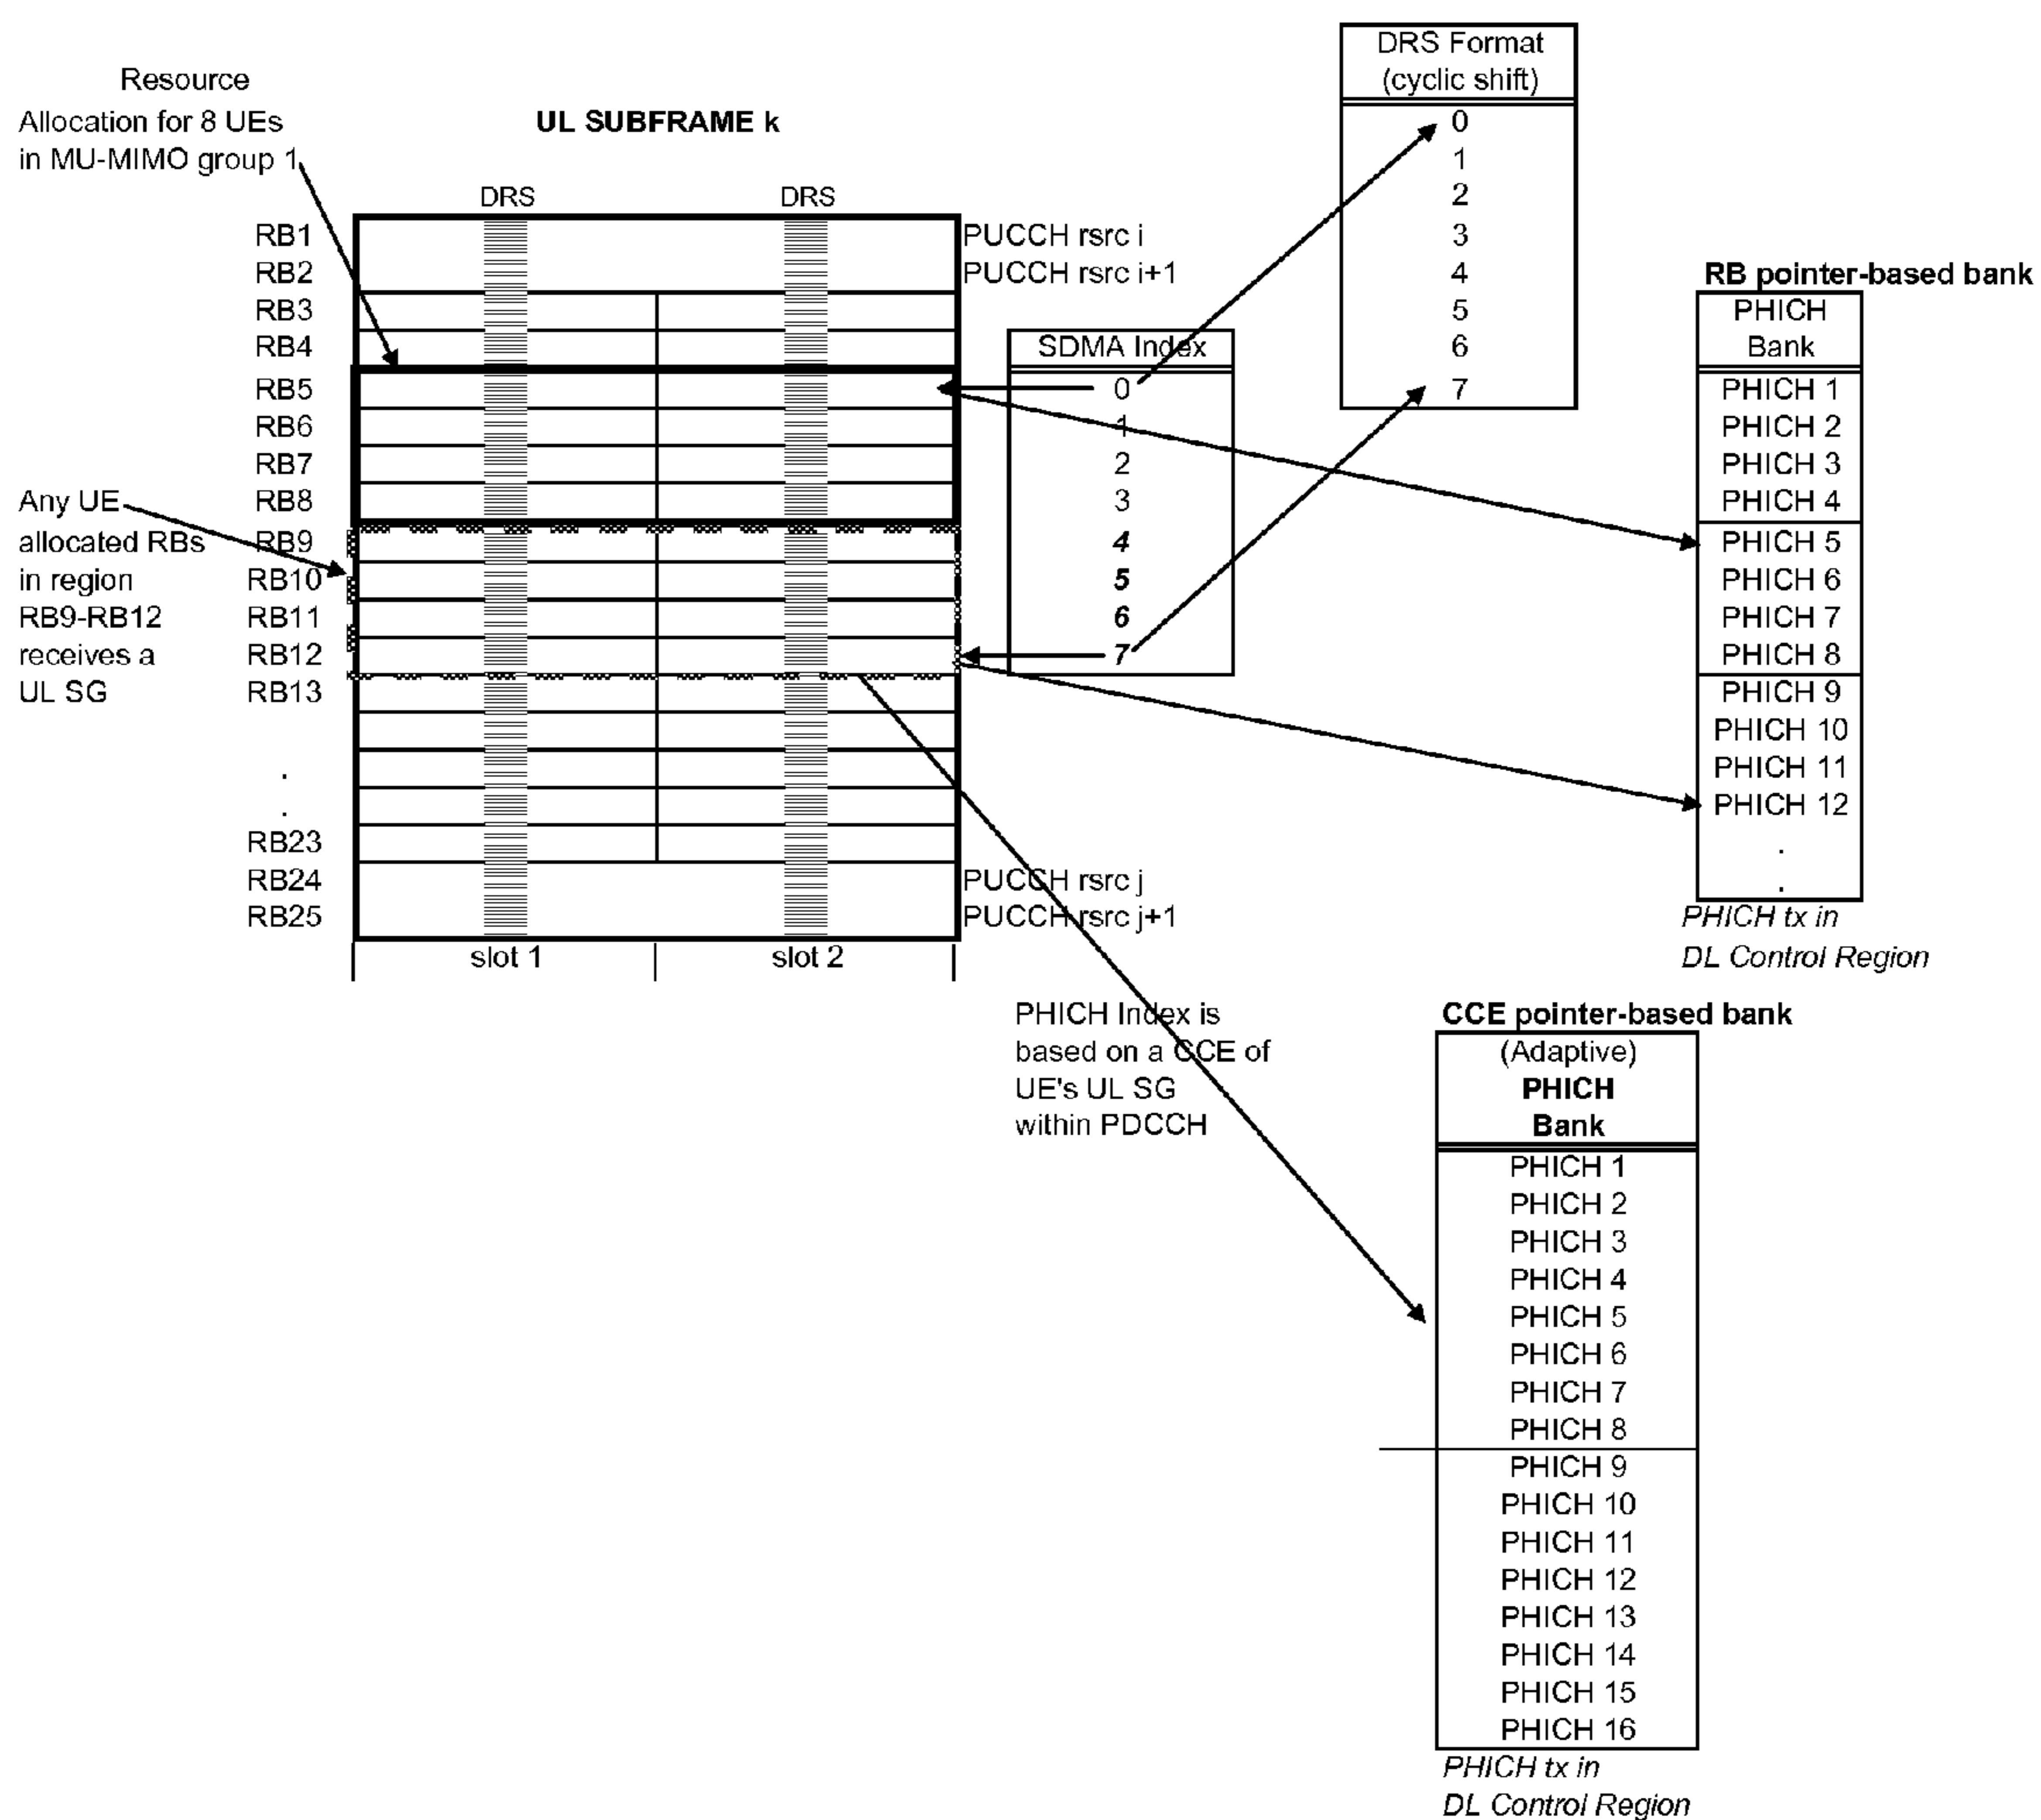 Resource
Allocation for 8 UEs
in MU-MIMO group 1
UL SUBFRAME k
DRS DRS
RB1
RB2
RB3
RB4
RB5
RB6
RB7
RB8
RB9
RB10
RB11
RB12
RB13
.
.
RB23
RB24
RB25
Any UE
allocated RBs
in region
RB9-RB12
receives a
UL SG
PUCCH rsrc i
PUCCH rsrc i+1
PUCCH rsrc j
PUCCH rsrc j+1
slot 1 slot 2
SDMA Index
0
1
2
3
4
5
6
7
DRS Format
(cyclic shift)
0
1
2
3
4
5
6
7
RB pointer-based bank
PHICH
Bank
PHICH 1
PHICH 2
PHICH 3
PHICH 4
PHICH 5
PHICH 6
PHICH 7
PHICH 8
PHICH 9
PHICH 10
PHICH 11
PHICH 12
.
.
PHICH tx in
DL Control Region
PHICH Index is
based on a CCE of
UE's UL SG
within PDCCH
CCE pointer-based bank
(Adaptive)
PHICH
Bank
PHICH 1
PHICH 2
PHICH 3
PHICH 4
PHICH 5
PHICH 6
PHICH 7
PHICH 8
PHICH 9
PHICH 10
PHICH 11
PHICH 12
PHICH 13
PHICH 14
PHICH 15
PHICH 16
PHICH tx in
DL Control Region